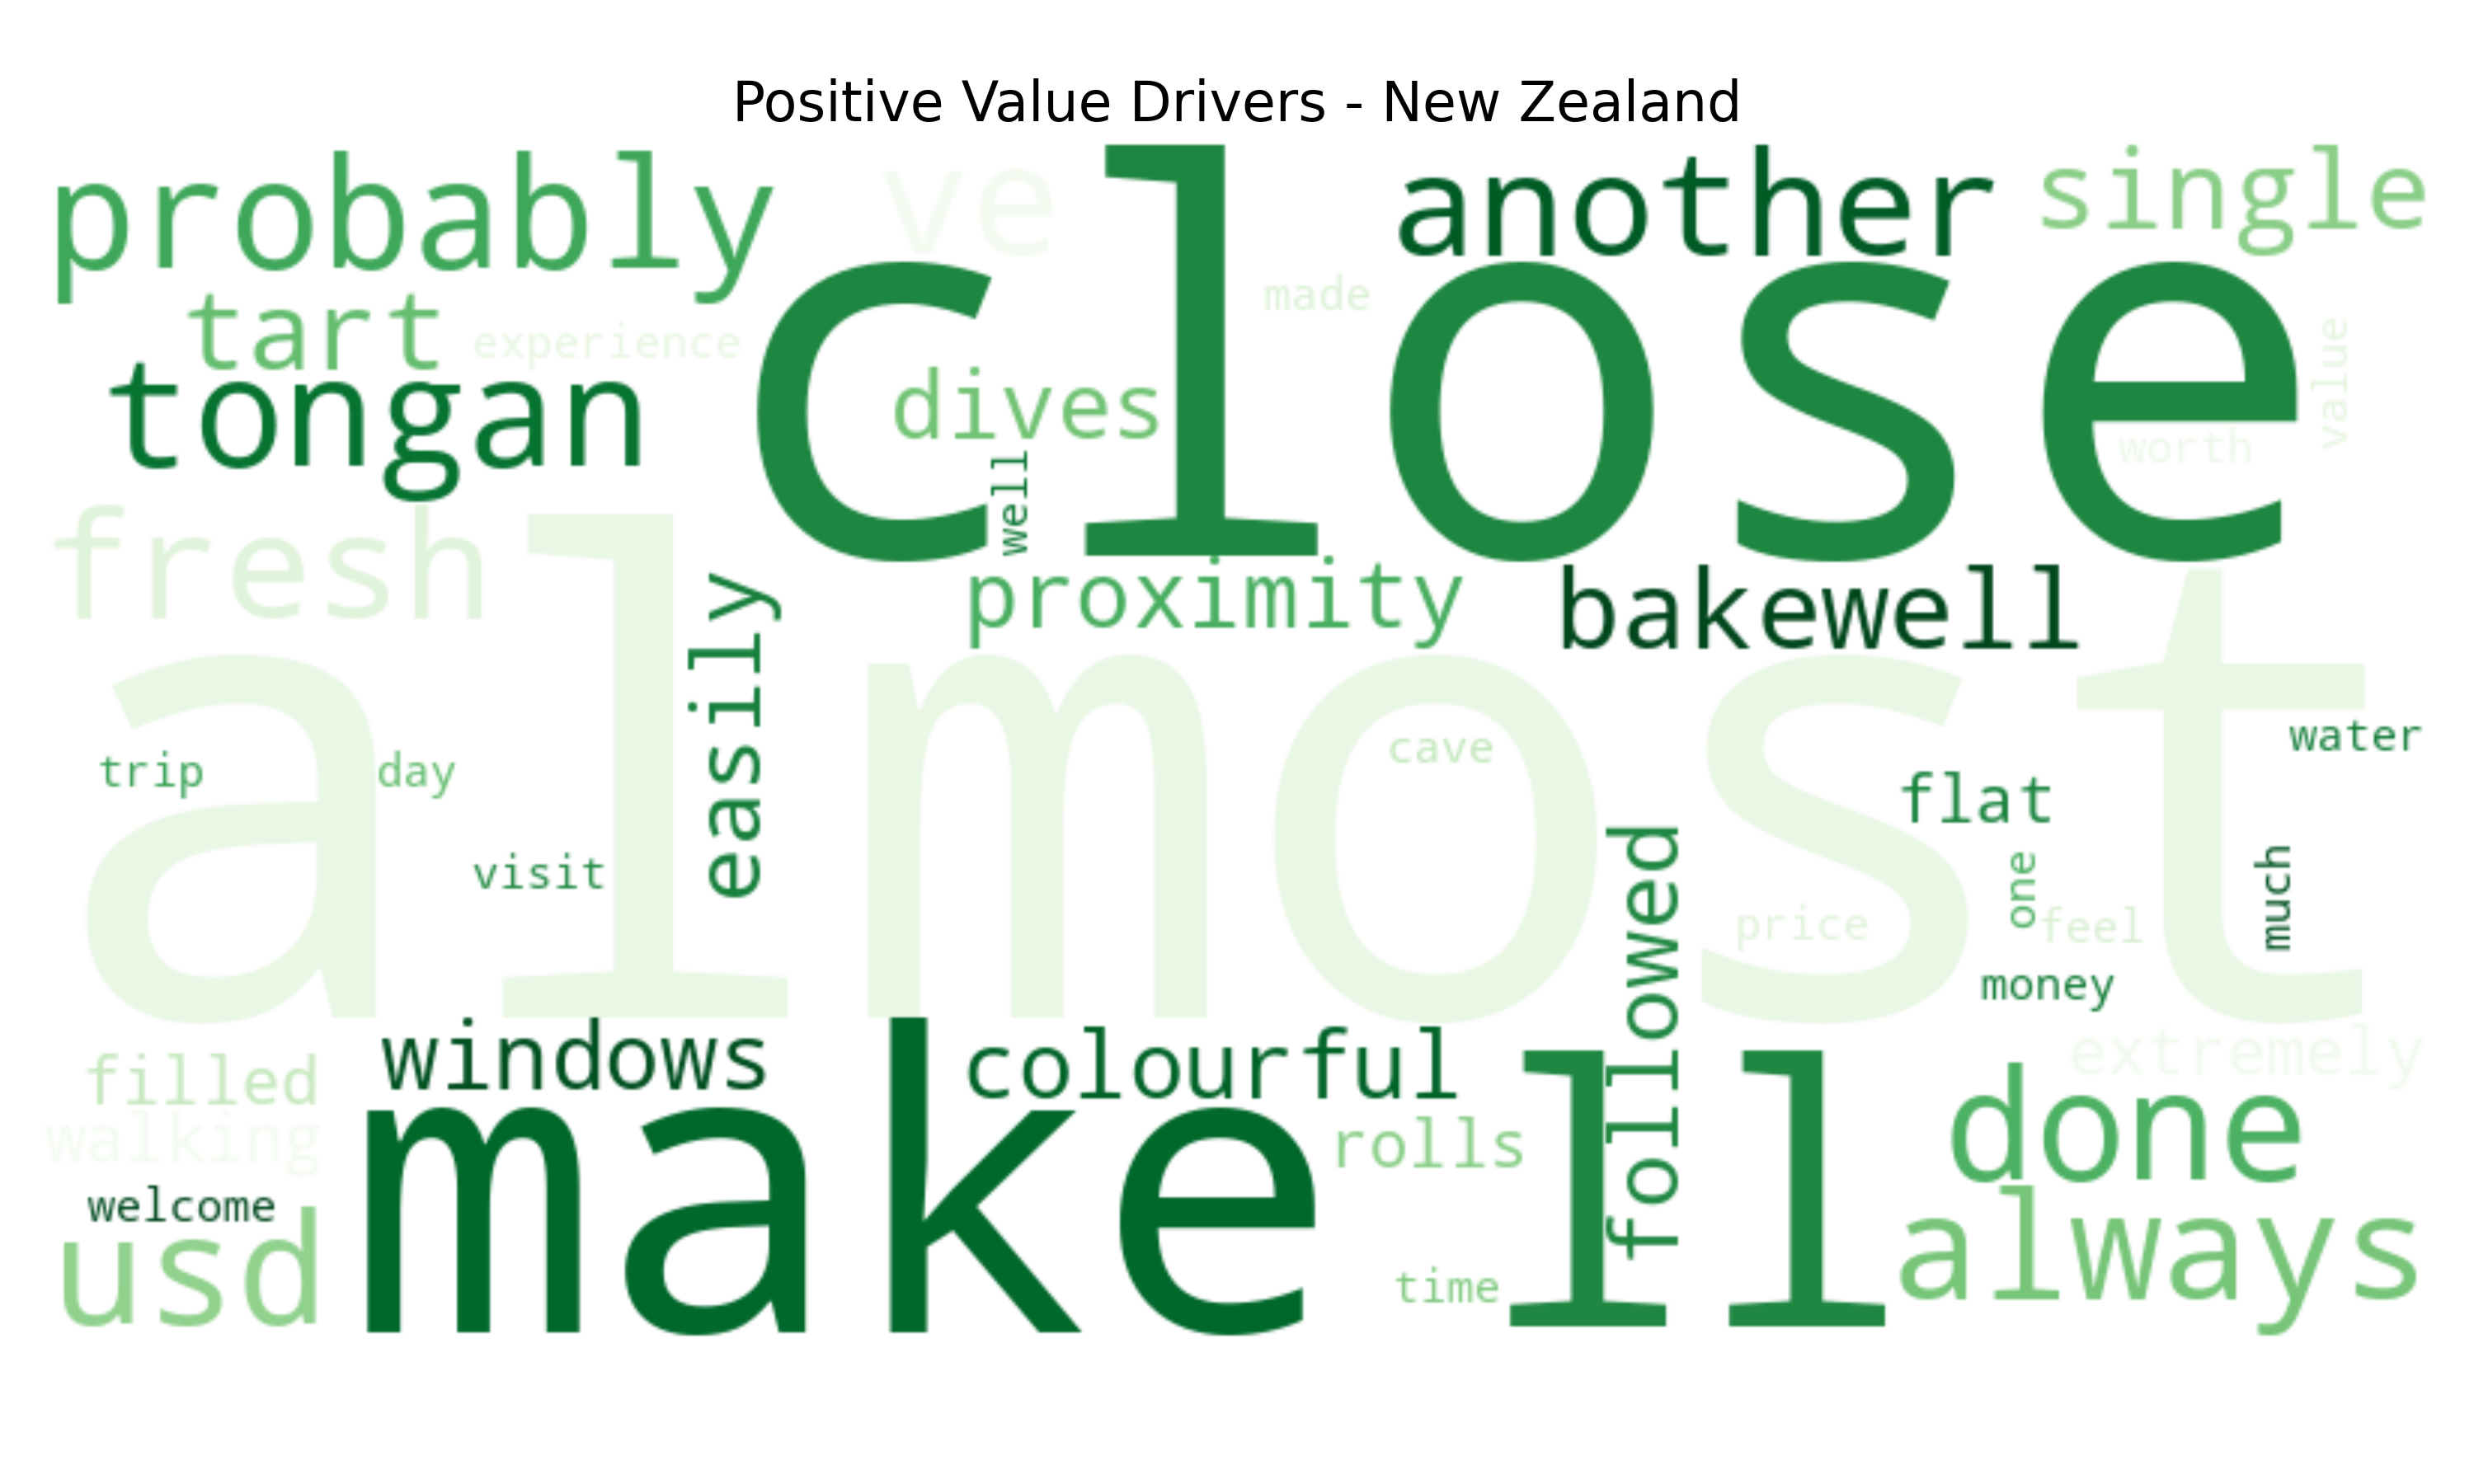 Positive Value Drivers - New Zealand
probably
ve
close
another
single
made
tart
experience
value
tongan
dives
worth
well
fresh
proximity
bakewell
easily
almost
trip
day
cave
water
flat
visit
one
much
price
feel
followed
money
windows
colourful
extremely
filled
walking
make
rolls
ll
done
welcome
usd
time
always